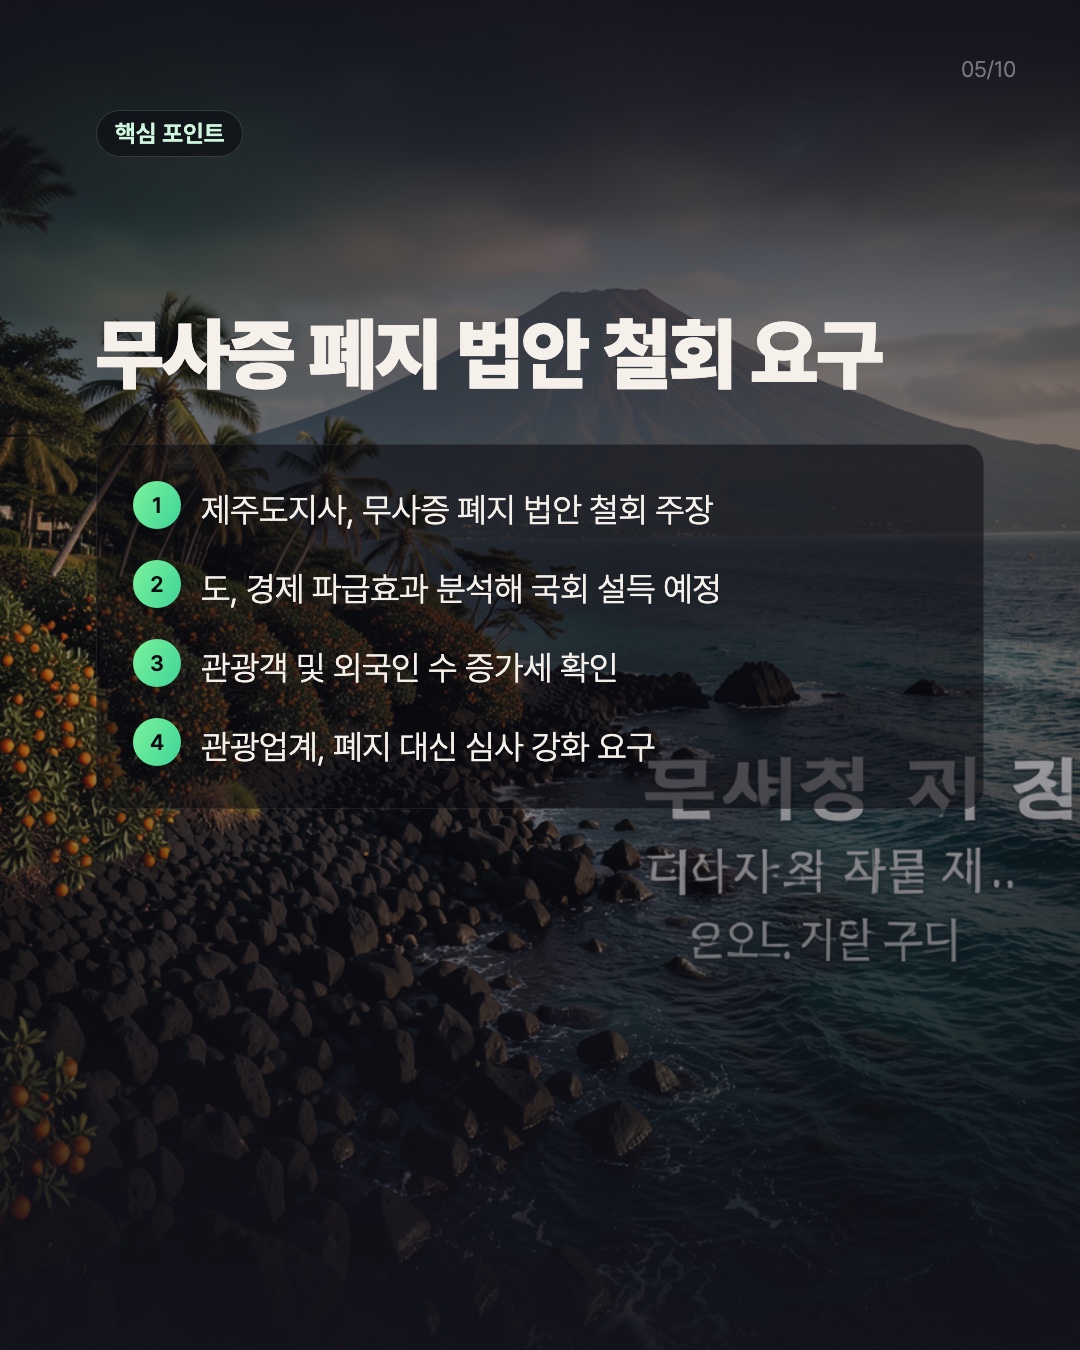 05/10
핵심 포인트
무사증 폐지 법안 철회 요구
1 제주도지사, 무사증 폐지 법안 철회 주장
2 도, 경제 파급효과 분석해 국회 설득 예정
3 관광객 및 외국인 수 증가세 확인
4 관광업계, 폐지 대신 심사 강화 요구